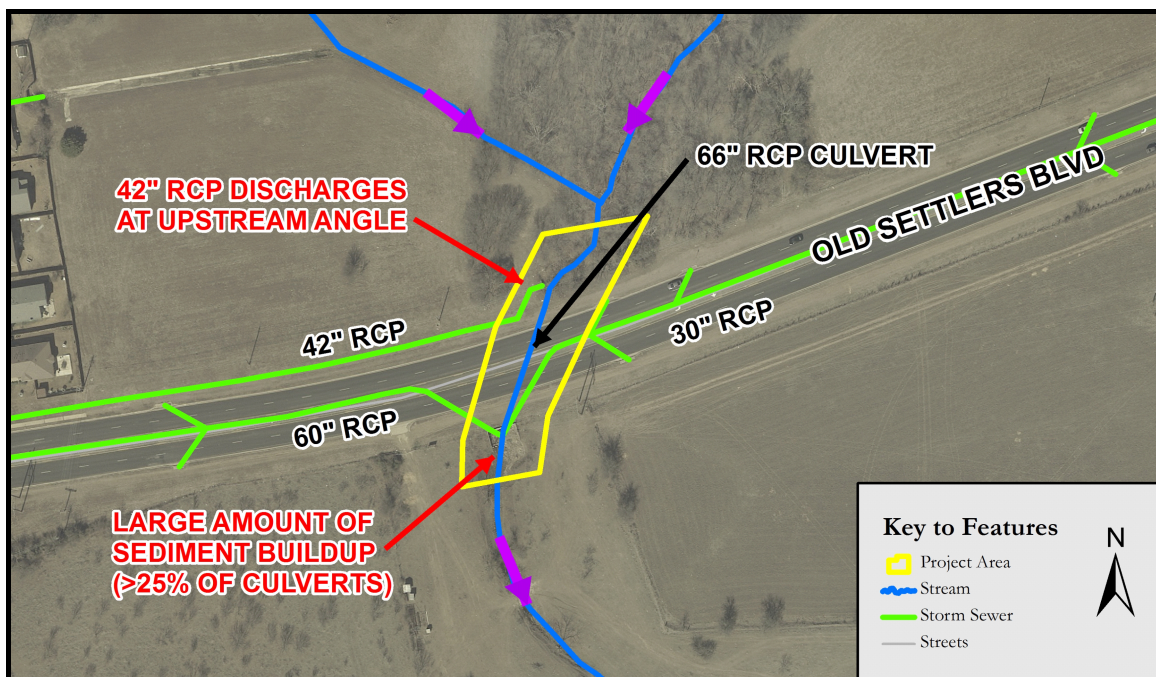 66" RCP CULVERT
42" RCP DISCHARGES
AT UPSTREAM ANGLE
OLD SETTLERS BLVD
42" RCP
30" RCP
60" RCP
LARGE AMOUNT OF
SEDIMENT BUILDUP
(>25% OF CULVERTS)
Key to Features
Project Area
Stream
Storm Sewer
Streets
N